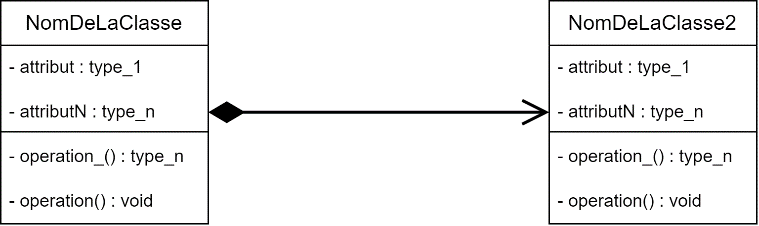 NomDeLaClasse
- attribut : type_1
- attributN : type_n
- operation_() : type_n
- operation() : void
NomDeLaClasse2
- attribut : type_1
- attributN : type_n
- operation_() : type_n
- operation() : void